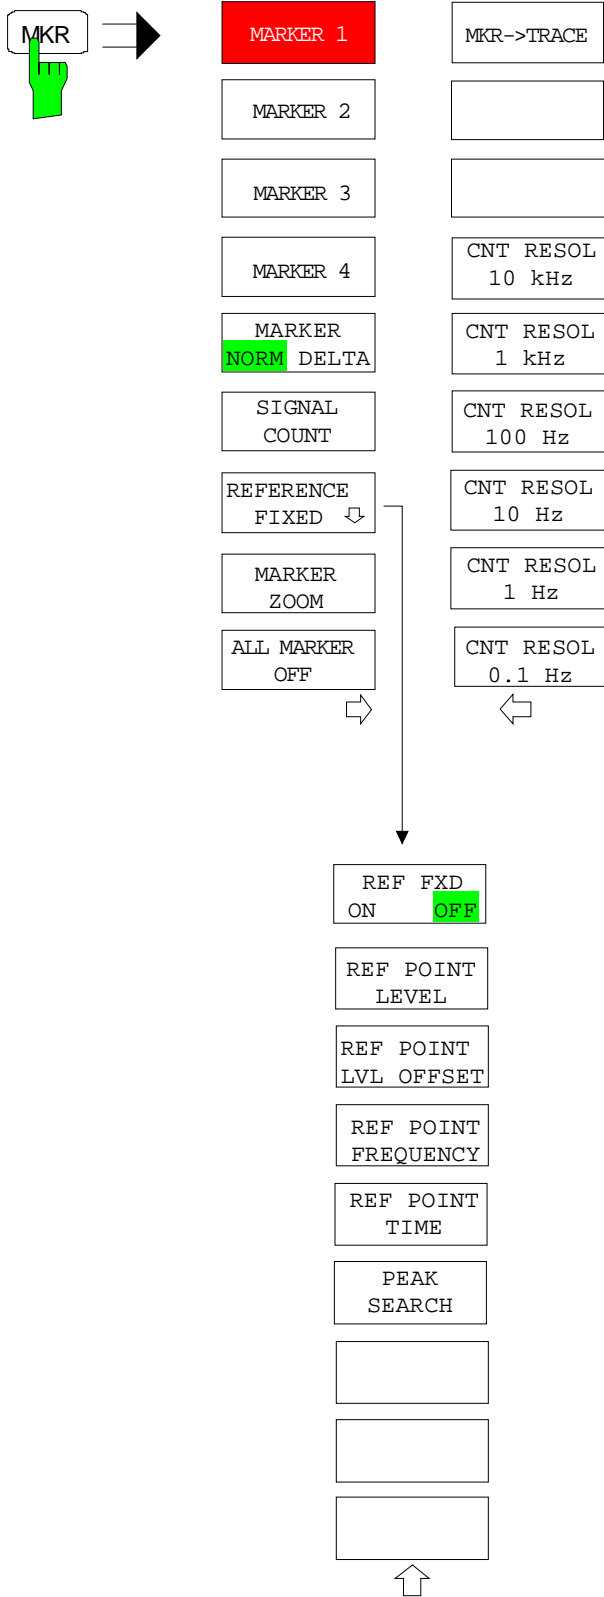 MKR
MARKER 1
MARKER 2
MARKER 3
MARKER 4
MARKER
NORM DELTA
SIGNAL
COUNT
REFERENCE
FIXED
MARKER
ZOOM
ALL MARKER
OFF
MKR->TRACE
CNT RESOL
10 kHz
CNT RESOL
1 kHz
CNT RESOL
100 Hz
CNT RESOL
10 Hz
CNT RESOL
1 Hz
CNT RESOL
0.1 Hz
REF FXD
ON OFF
REF POINT
LEVEL
REF POINT
LVL OFFSET
REF POINT
FREQUENCY
REF POINT
TIME
PEAK
SEARCH